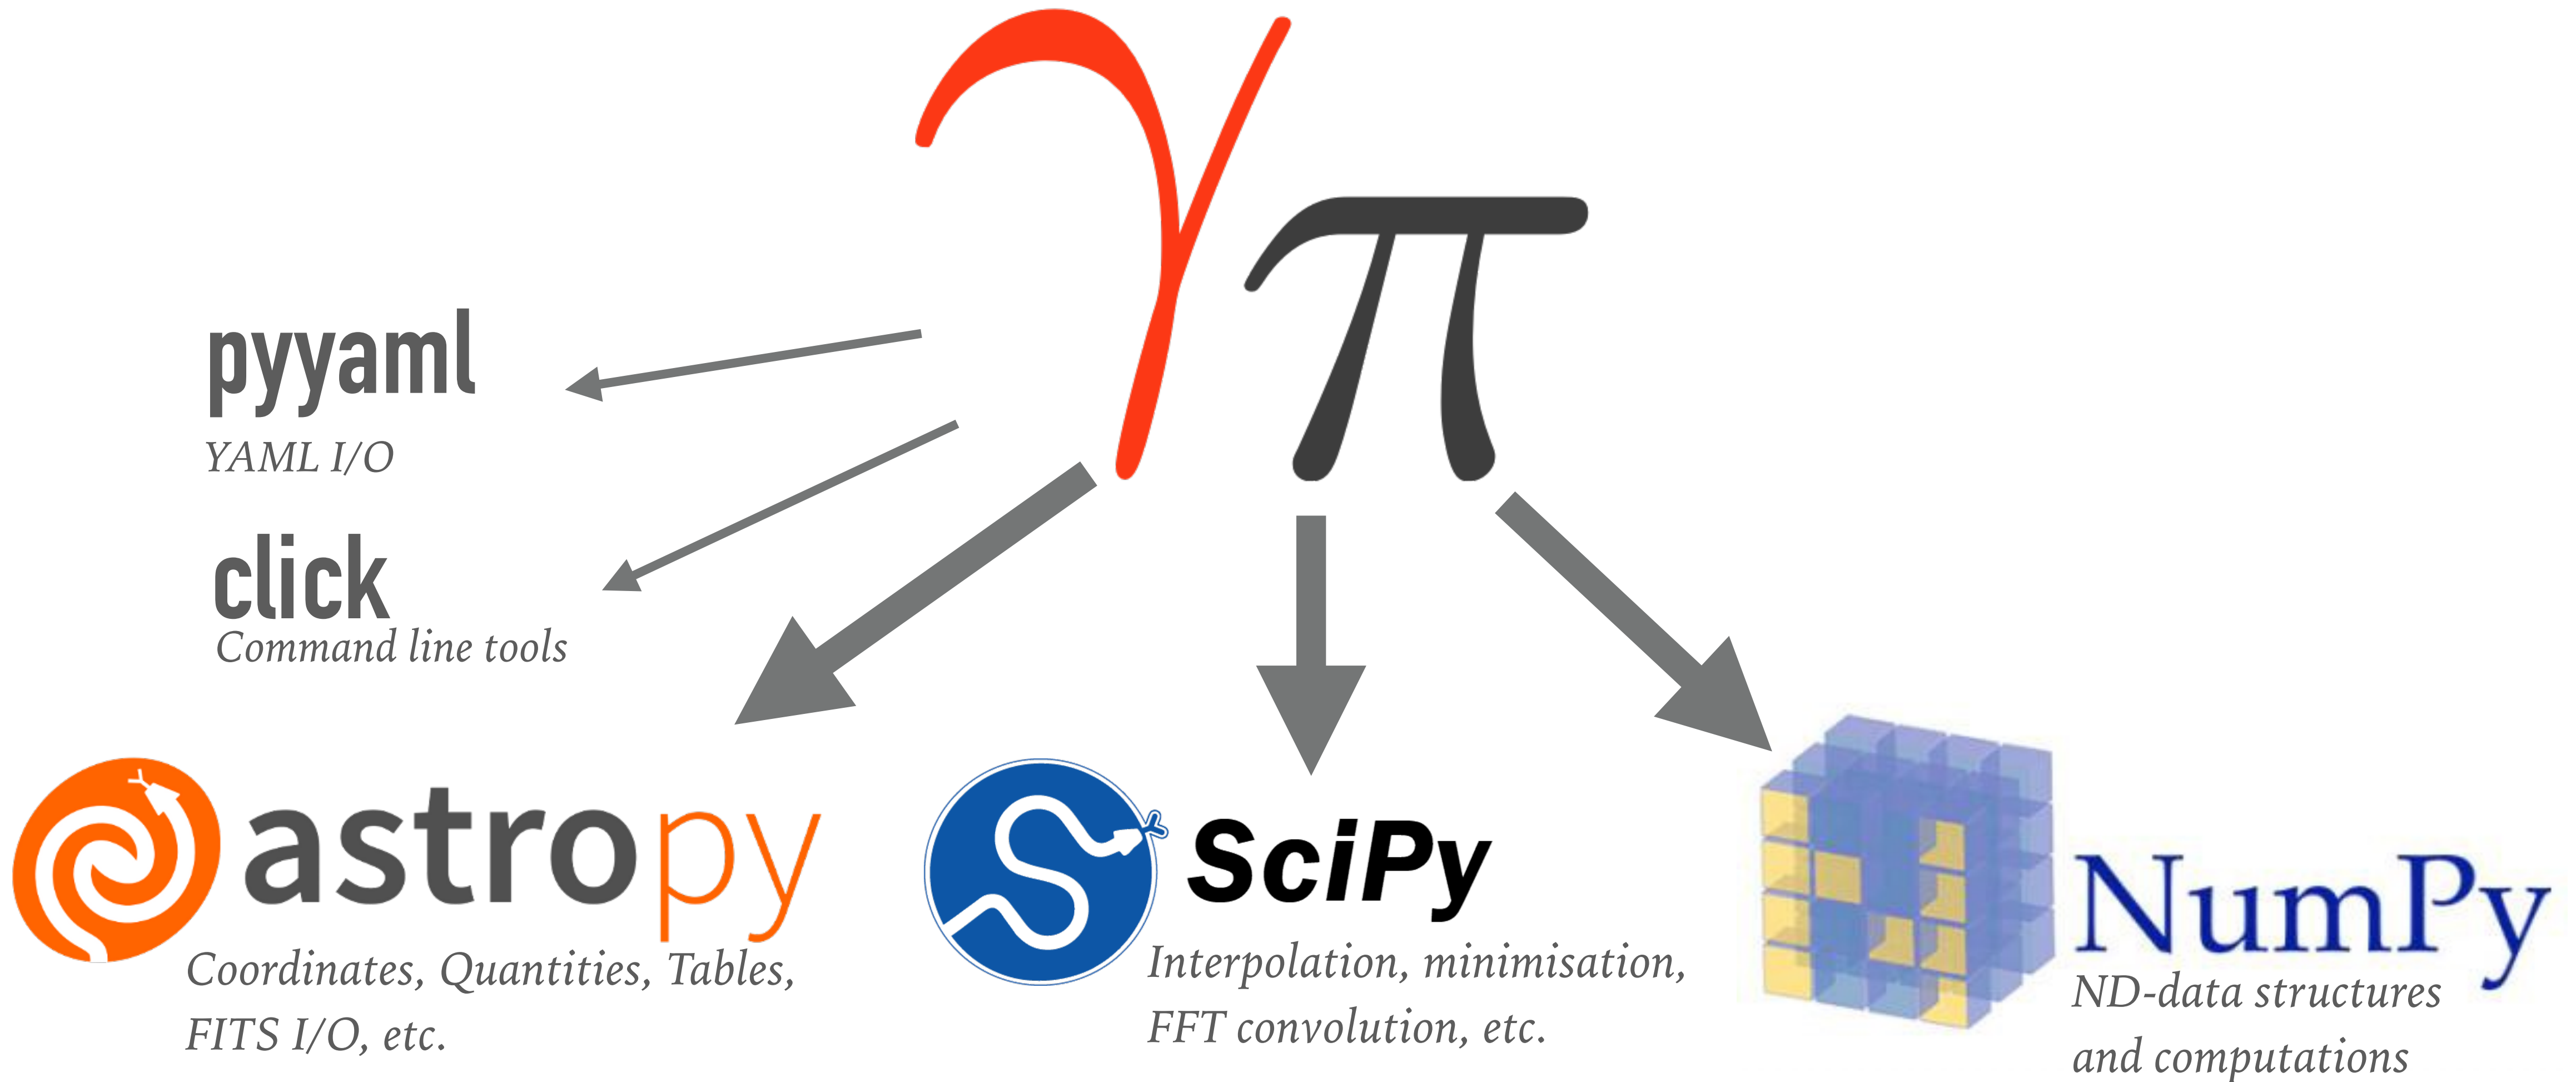 γπ
pyyaml
YAML I/O
click
Command line tools
astropy
Coordinates, Quantities, Tables,
FITS I/O, etc.
SciPy
Interpolation, minimisation,
FFT convolution, etc.
NumPy
ND-data structures
and computations